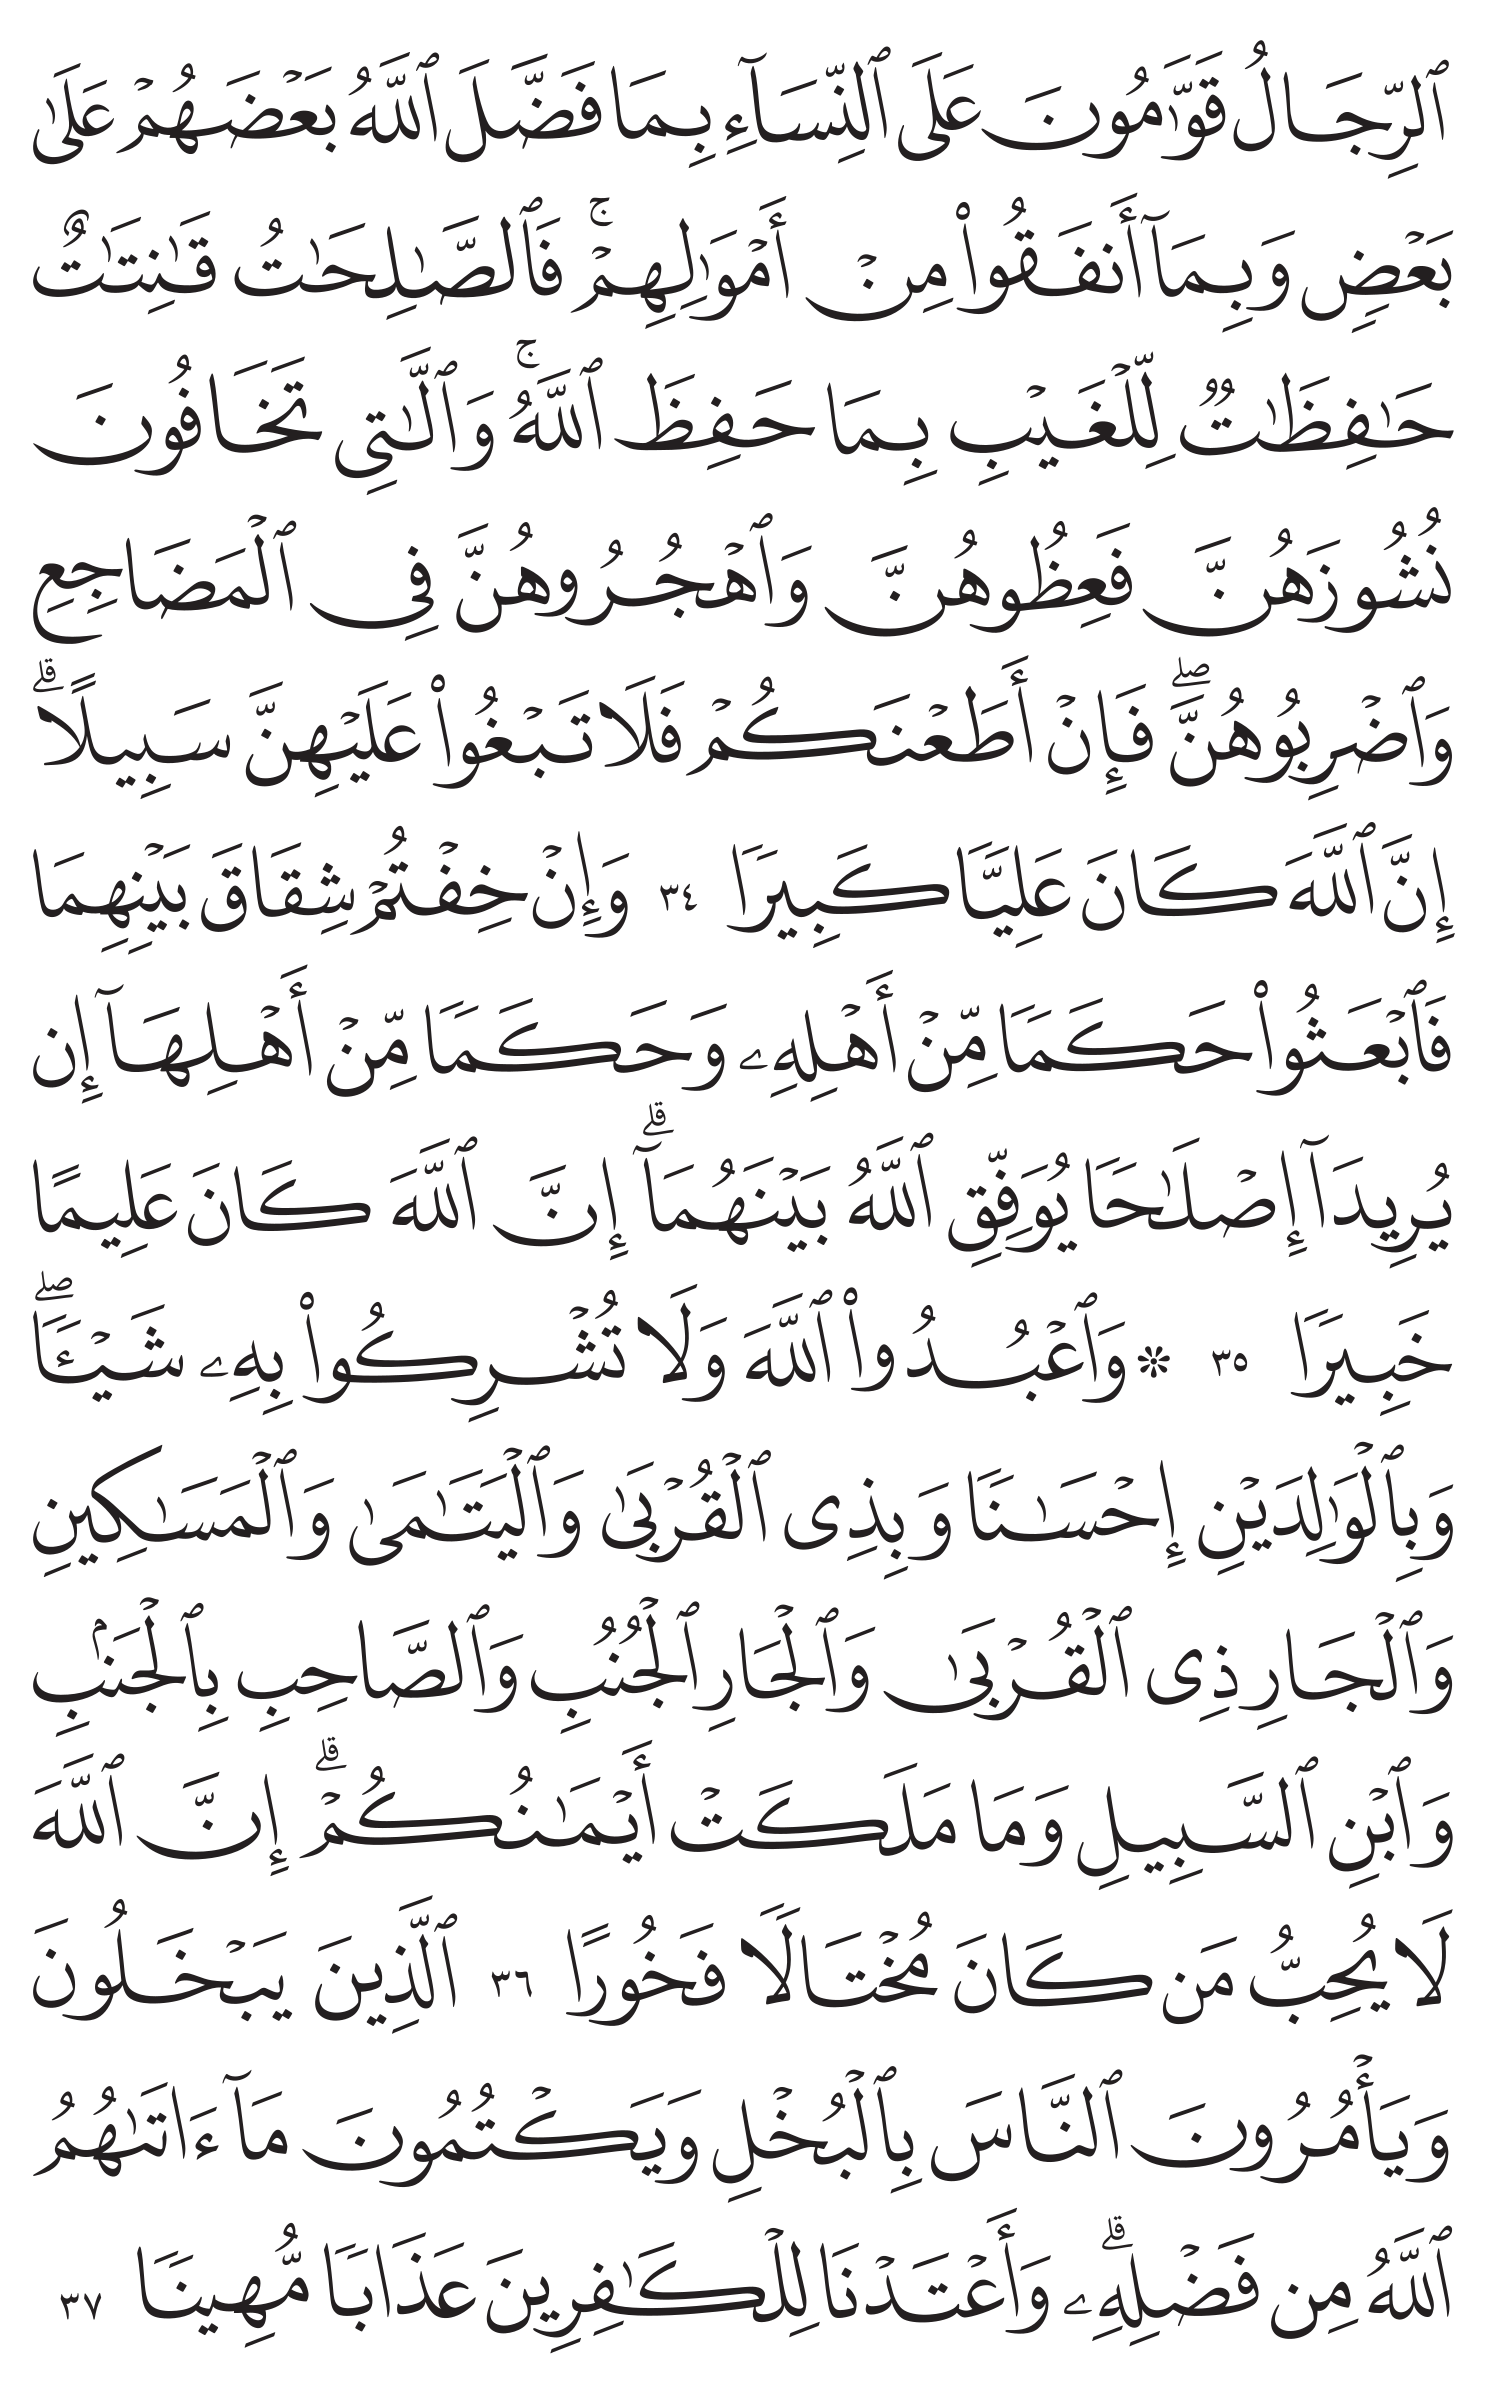 ٱلرِّجَالُ قَوَّٰمُونَ عَلَى ٱلنِّسَآءِ بِمَا فَضَّلَ ٱللَّهُ بَعۡضَهُمۡ عَلَىٰ
بَعۡضٖ وَبِمَآ أَنفَقُواْ مِنۡ أَمۡوَٰلِهِمۡۚ فَٱلصَّٰلِحَٰتُ قَٰنِتَٰتٌ
حَٰفِظَٰتٞ لِّلۡغَيۡبِ بِمَا حَفِظَ ٱللَّهُۚ وَٱلَّٰتِي تَخَافُونَ
نُشُوزَهُنَّ فَعِظُوهُنَّ وَٱهۡجُرُوهُنَّ فِي ٱلۡمَضَاجِعِ
وَٱضۡرِبُوهُنَّۖ فَإِنۡ أَطَعۡنَكُمۡ فَلَا تَبۡغُواْ عَلَيۡهِنَّ سَبِيلًاۗ
إِنَّ ٱللَّهَ كَانَ عَلِيّٗا كَبِيرٗا ٣٤ وَإِنۡ خِفۡتُمۡ شِقَاقَ بَيۡنِهِمَا
فَٱبۡعَثُواْ حَكَمٗا مِّنۡ أَهۡلِهِۦ وَحَكَمٗا مِّنۡ أَهۡلِهَآ إِن
يُرِيدَآ إِصۡلَٰحٗا يُوَفِّقِ ٱللَّهُ بَيۡنَهُمَآۗ إِنَّ ٱللَّهَ كَانَ عَلِيمًا
خَبِيرٗا ٣٥ ۞وَٱعۡبُدُواْ ٱللَّهَ وَلَا تُشۡرِكُواْ بِهِۦ شَيۡـٔٗاۖ
وَبِٱلۡوَٰلِدَيۡنِ إِحۡسَٰنٗا وَبِذِي ٱلۡقُرۡبَىٰ وَٱلۡيَتَٰمَىٰ وَٱلۡمَسَٰكِينِ
وَٱلۡجَارِ ذِي ٱلۡقُرۡبَىٰ وَٱلۡجَارِ ٱلۡجُنُبِ وَٱلصَّاحِبِ بِٱلۡجَنۢبِ
وَٱبۡنِ ٱلسَّبِيلِ وَمَا مَلَكَتۡ أَيۡمَٰنُكُمۡۗ إِنَّ ٱللَّهَ
لَا يُحِبُّ مَن كَانَ مُخۡتَالٗا فَخُورًا ٣٦ ٱلَّذِينَ يَبۡخَلُونَ
وَيَأۡمُرُونَ ٱلنَّاسَ بِٱلۡبُخۡلِ وَيَكۡتُمُونَ مَآ ءَاتَىٰهُمُ
ٱللَّهُ مِن فَضۡلِهِۦۗ وَأَعۡتَدۡنَا لِلۡكَٰفِرِينَ عَذَابٗا مُّهِينٗا ٣٧